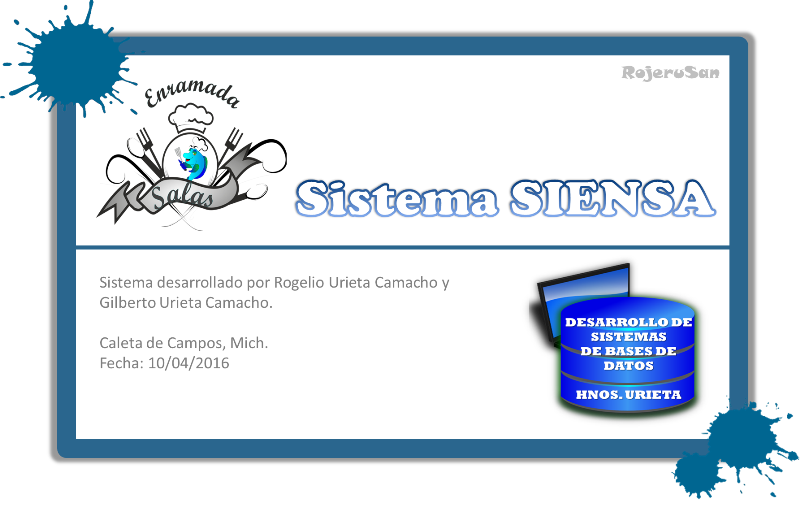 RojeruSan
Enramada
Salas
Sistema SIENSA
Sistema desarrollado por Rogelio Urieta Camacho y
Gilberto Urieta Camacho.
Caleta de Campos, Mich.
Fecha: 10/04/2016
DESARROLLO DE
SISTEMAS
DE BASES DE
DATOS
HNOS. URIETA